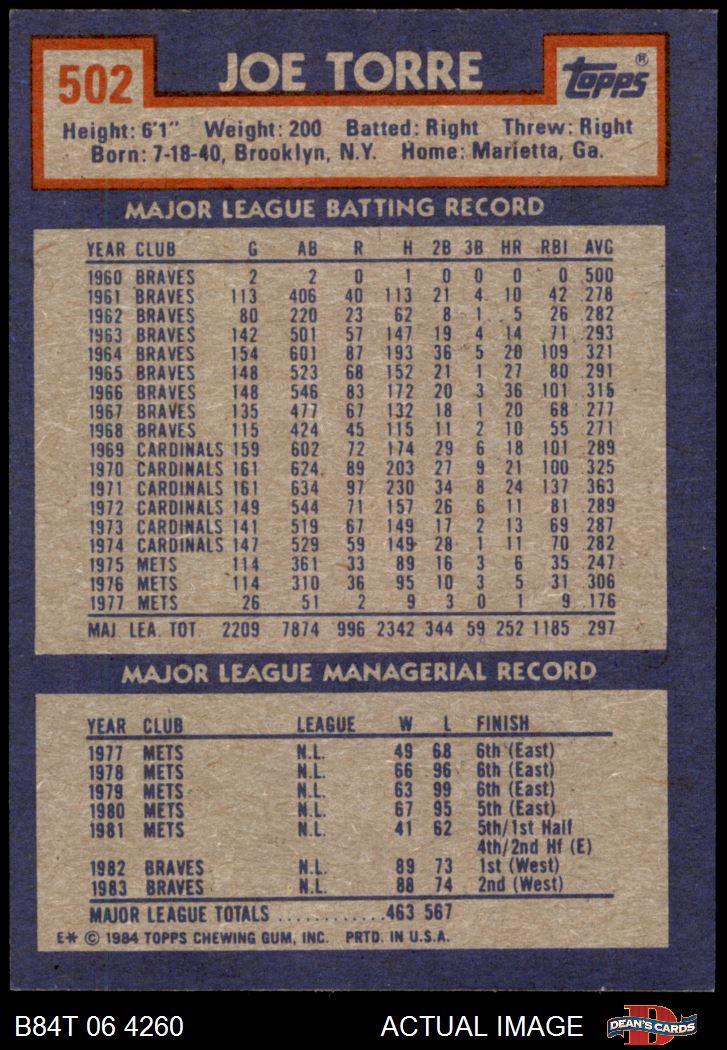 502 JOE TORRE Topps®
Height: 6'1" Weight: 200 Batted: Right Threw: Right
Born: 7-18-40, Brooklyn, N.Y. Home: Marietta, Ga.
MAJOR LEAGUE BATTING RECORD
YEAR CLUB G AB R H 2B 3B HR RBI AVG
1960 BRAVES 2 2 0 1 0 0 0 0 .500
1961 BRAVES 113 406 40 113 21 4 10 42 .278
1962 BRAVES 80 220 23 62 8 1 5 26 .282
1963 BRAVES 142 501 57 147 19 4 14 71 .293
1964 BRAVES 154 601 87 193 36 5 20 109 .321
1965 BRAVES 148 523 68 152 21 1 27 80 .291
1966 BRAVES 148 546 83 172 20 3 36 101 .315
1967 BRAVES 135 477 67 132 18 1 20 68 .277
1968 BRAVES 115 424 45 115 11 2 10 55 .271
1969 CARDINALS 159 602 72 174 29 6 18 101 .289
1970 CARDINALS 161 624 89 203 27 9 21 100 .325
1971 CARDINALS 161 634 97 230 34 8 24 137 .363
1972 CARDINALS 149 544 71 157 26 6 11 81 .289
1973 CARDINALS 141 519 67 149 17 2 13 69 .287
1974 CARDINALS 147 529 59 149 28 1 11 70 .282
1975 METS 114 361 33 89 16 3 6 35 .247
1976 METS 114 310 36 95 10 3 5 31 .306
1977 METS 26 51 2 9 3 0 1 9 .176
MAJ. LEA. TOT. 2209 7874 996 2342 344 59 252 1185 .297
MAJOR LEAGUE MANAGERIAL RECORD
YEAR CLUB LEAGUE W L FINISH
1977 METS N.L. 49 68 6th (East)
1978 METS N.L. 66 96 6th (East)
1979 METS N.L. 63 99 6th (East)
1980 METS N.L. 67 95 5th (East)
1981 METS N.L. 41 62 5th/1st Half
4th/2nd Hf (E)
1982 BRAVES N.L. 89 73 1st (West)
1983 BRAVES N.L. 88 74 2nd (West)
MAJOR LEAGUE TOTALS ............463 567
E* © 1984 TOPPS CHEWING GUM, INC. PRTD. IN U.S.A.
B84T 06 4260 ACTUAL IMAGE DEAN'S CARDS